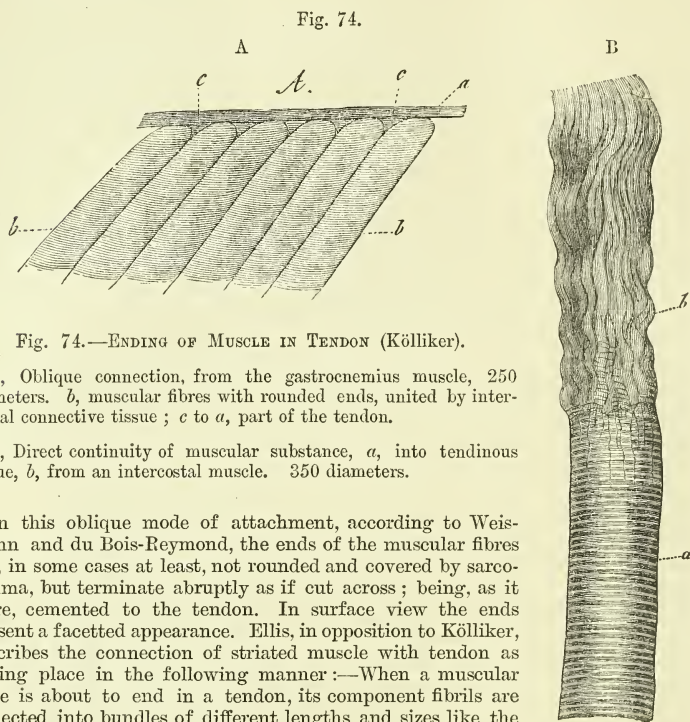 Fig. 74.
A
B
c
A.
c
a
b
b
Fig. 74.—Ending of Muscle in Tendon (Kölliker).
, Oblique connection, from the gastrocnemius muscle, 250
meters. b, muscular fibres with rounded ends, united by inter-
al connective tissue ; c to a, part of the tendon.
, Direct continuity of muscular substance, a, into tendinous
ue, b, from an intercostal muscle. 350 diameters.
b
a
n this oblique mode of attachment, according to Weis-
nn and du Bois-Reymond, the ends of the muscular fibres
, in some cases at least, not rounded and covered by sarco-
ma, but terminate abruptly as if cut across ; being, as it
re, cemented to the tendon. In surface view the ends
sent a facetted appearance. Ellis, in opposition to Kölliker,
cribes the connection of striated muscle with tendon as
ing place in the following manner :—When a muscular
e is about to end in a tendon, its component fibrils are
lected into bundles of different lengths and sizes like the